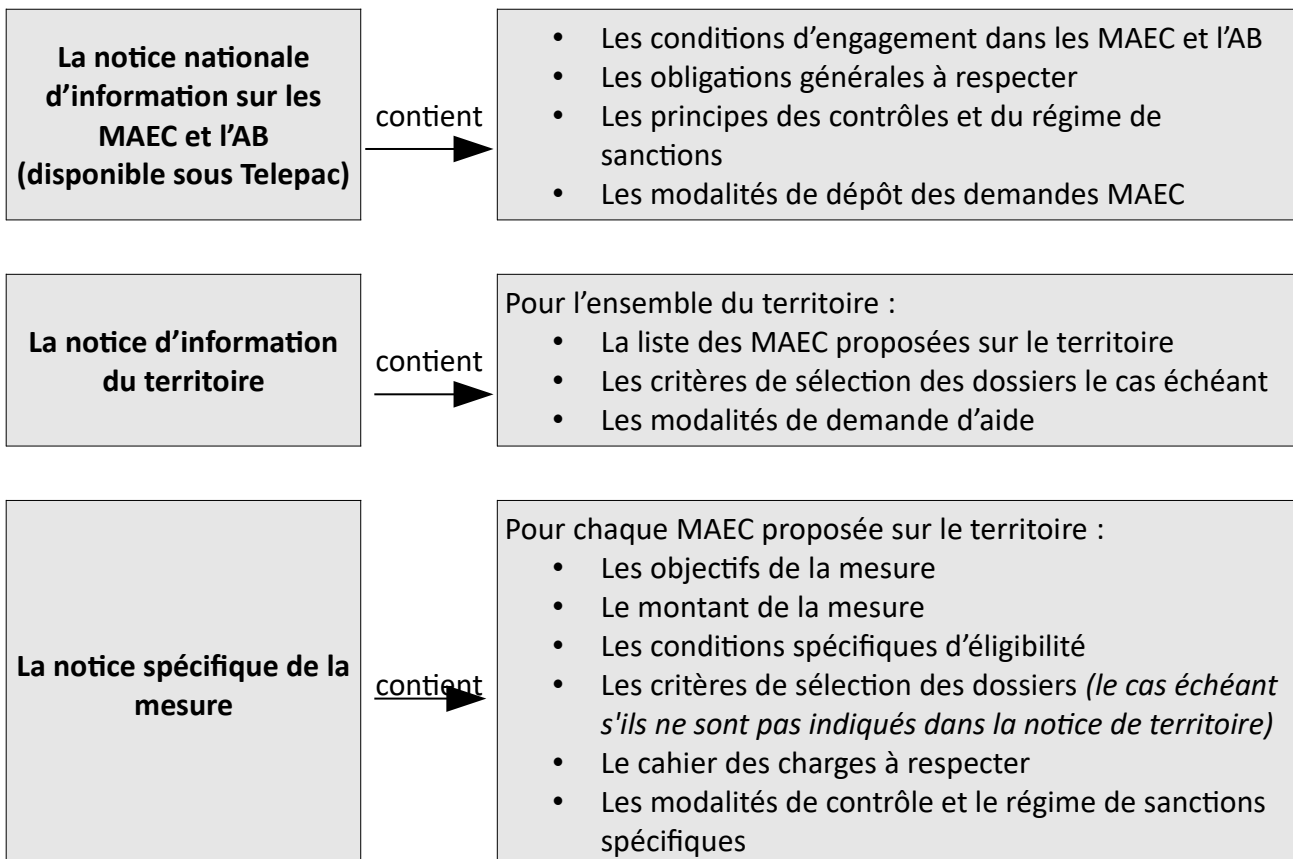 La notice nationale
d’information sur les
MAEC et l’AB
(disponible sous Telepac)
contient
• Les conditions d’engagement dans les MAEC et l’AB
• Les obligations générales à respecter
• Les principes des contrôles et du régime de
sanctions
• Les modalités de dépôt des demandes MAEC
La notice d’information
du territoire
contient
Pour l’ensemble du territoire :
• La liste des MAEC proposées sur le territoire
• Les critères de sélection des dossiers le cas échéant
• Les modalités de demande d’aide
La notice spécifique de la
mesure
contient
Pour chaque MAEC proposée sur le territoire :
• Les objectifs de la mesure
• Le montant de la mesure
• Les conditions spécifiques d’éligibilité
• Les critères de sélection des dossiers (le cas échéant
s'ils ne sont pas indiqués dans la notice de territoire)
• Le cahier des charges à respecter
• Les modalités de contrôle et le régime de sanctions
spécifiques